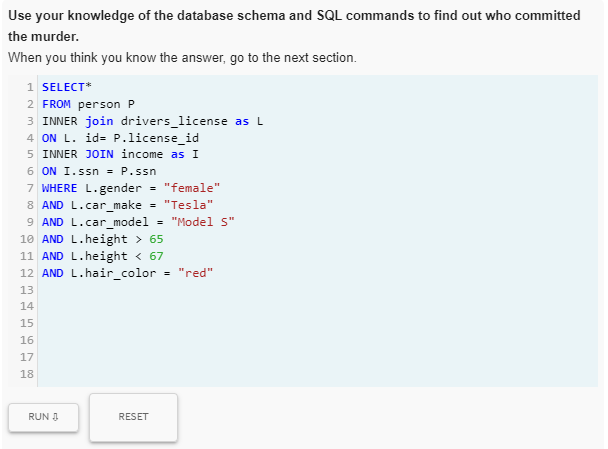 Use your knowledge of the database schema and SQL commands to find out who committed
the murder.
When you think you know the answer, go to the next section.
1 SELECT*
2 FROM person P
3 INNER join drivers_license as L
4 ON L. id= P.license_id
5 INNER JOIN income as I
6 ON I.ssn = P.ssn
7 WHERE L.gender = "female"
8 AND L.car_make = "Tesla"
9 AND L.car_model = "Model S"
10 AND L.height > 65
11 AND L.height < 67
12 AND L.hair_color = "red"
13
14
15
16
17
18
RUN ⇩
RESET